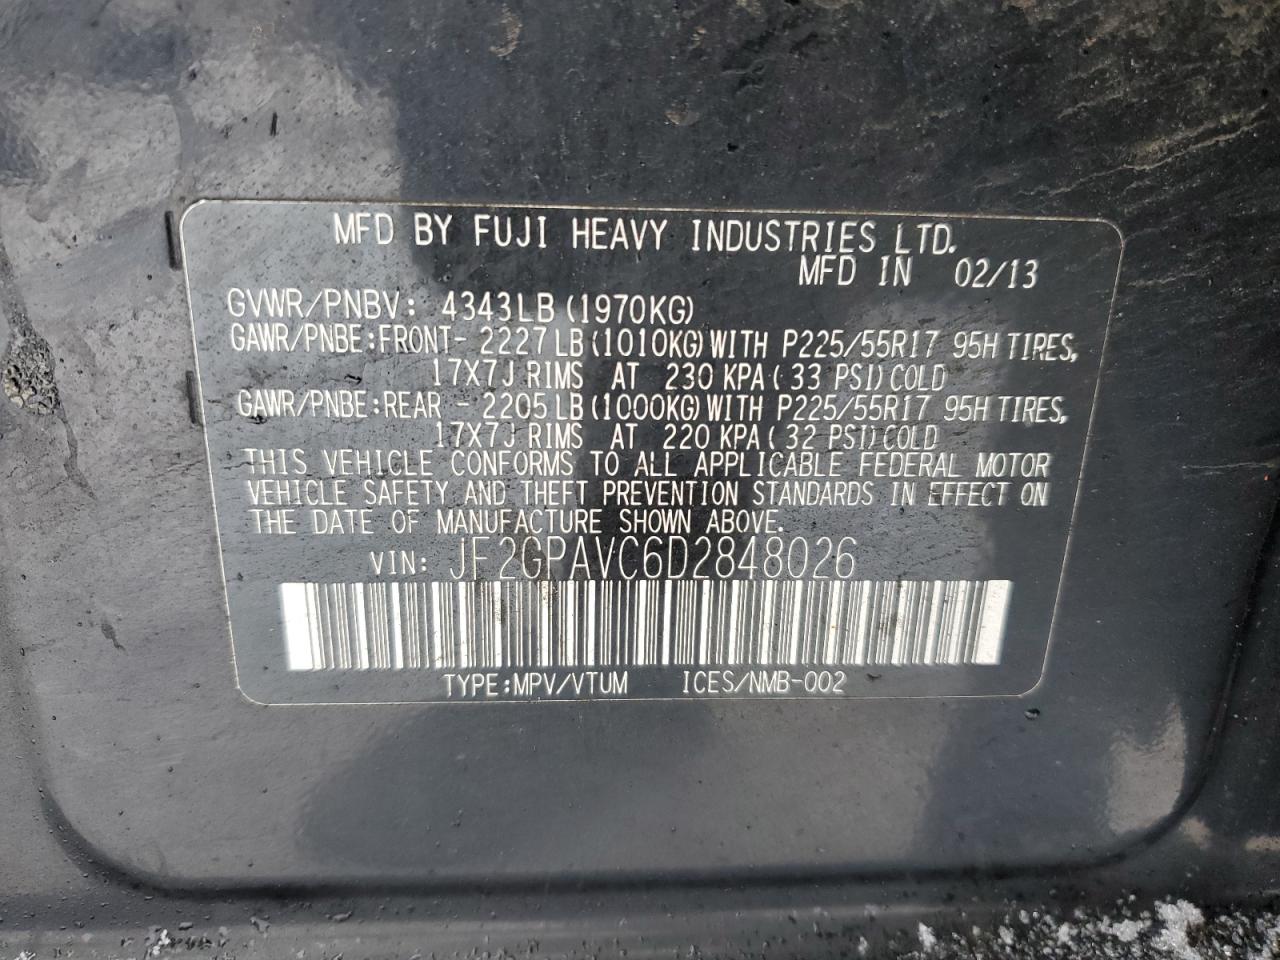 MFD BY FUJI HEAVY INDUSTRIES LTD.
MFD IN 02/13
GVWR/PNBV: 4343LB (1970KG)
GAWR/PNBE:FRONT- 2227LB (1010KG) WITH P225/55R17 95H TIRES,
17X7J RIMS AT 230 KPA ( 33 PSI) COLD
GAWR/PNBE:REAR - 2205LB (1000KG) WITH P225/55R17 95H TIRES,
17X7J RIMS AT 220 KPA ( 32 PSI) COLD
THIS VEHICLE CONFORMS TO ALL APPLICABLE FEDERAL MOTOR
VEHICLE SAFETY AND THEFT PREVENTION STANDARDS IN EFFECT ON
THE DATE OF MANUFACTURE SHOWN ABOVE.
VIN: JF2GPAVC6D2848026
TYPE:MPV/VTUM ICES/NMB-002